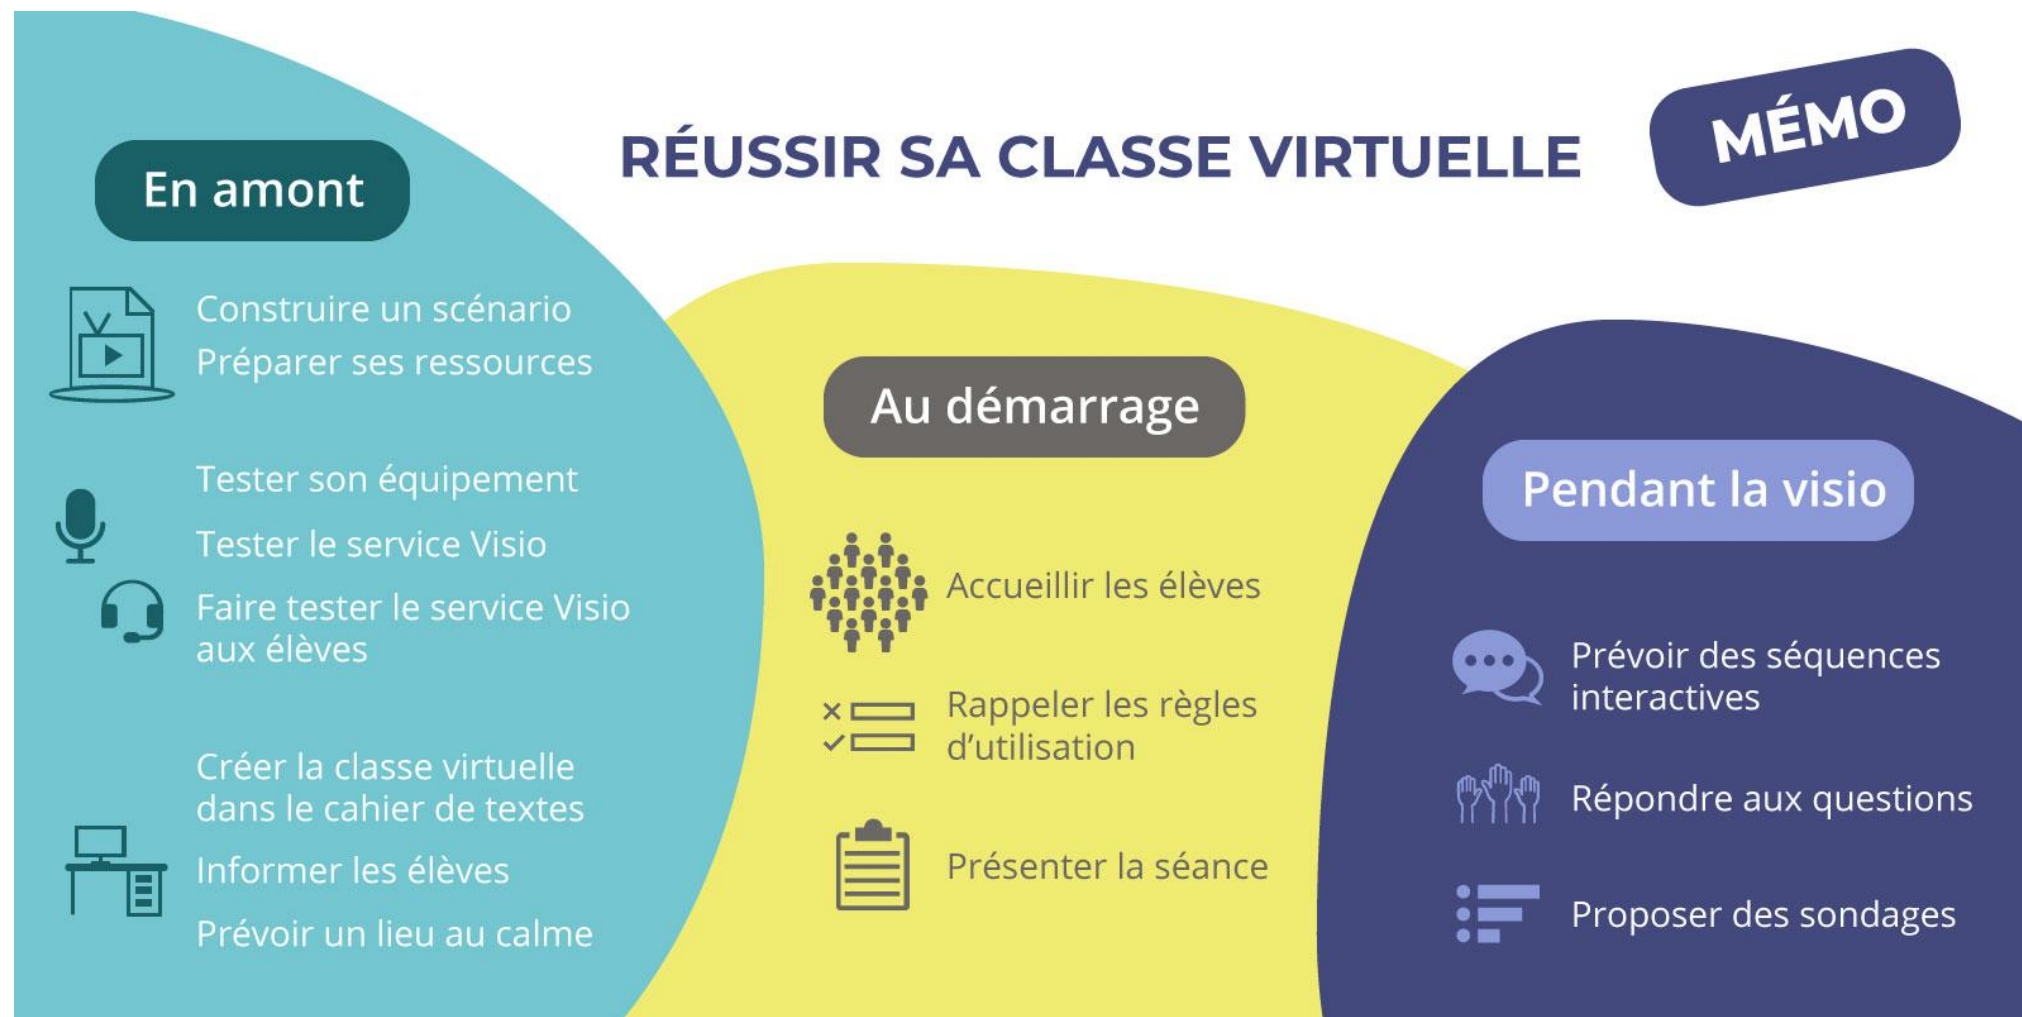 RÉUSSIR SA CLASSE VIRTUELLE
MÉMO
En amont
Construire un scénario
Préparer ses ressources
Tester son équipement
Tester le service Visio
Faire tester le service Visio
aux élèves
Créer la classe virtuelle
dans le cahier de textes
Informer les élèves
Prévoir un lieu au calme
Au démarrage
Accueillir les élèves
Rappeler les règles
d’utilisation
Présenter la séance
Pendant la visio
Prévoir des séquences
interactives
Répondre aux questions
Proposer des sondages